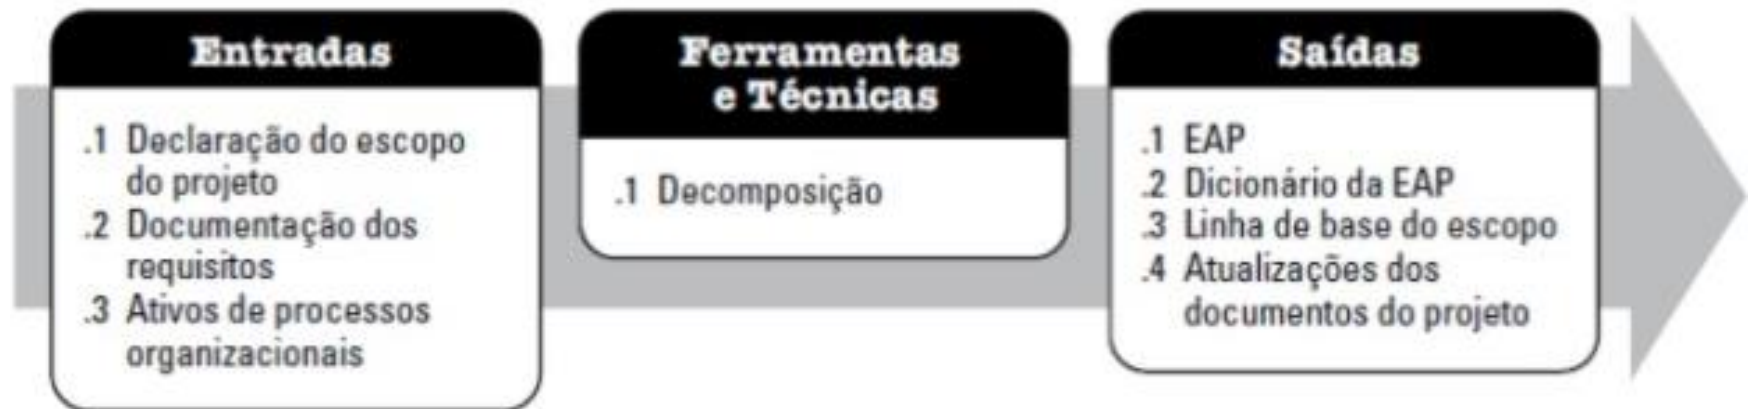 Entradas
.1 Declaração do escopo
do projeto
.2 Documentação dos
requisitos
.3 Ativos de processos
organizacionais
Ferramentas
e Técnicas
.1 Decomposição
Saídas
.1 EAP
.2 Dicionário da EAP
.3 Linha de base do escopo
.4 Atualizações dos
documentos do projeto